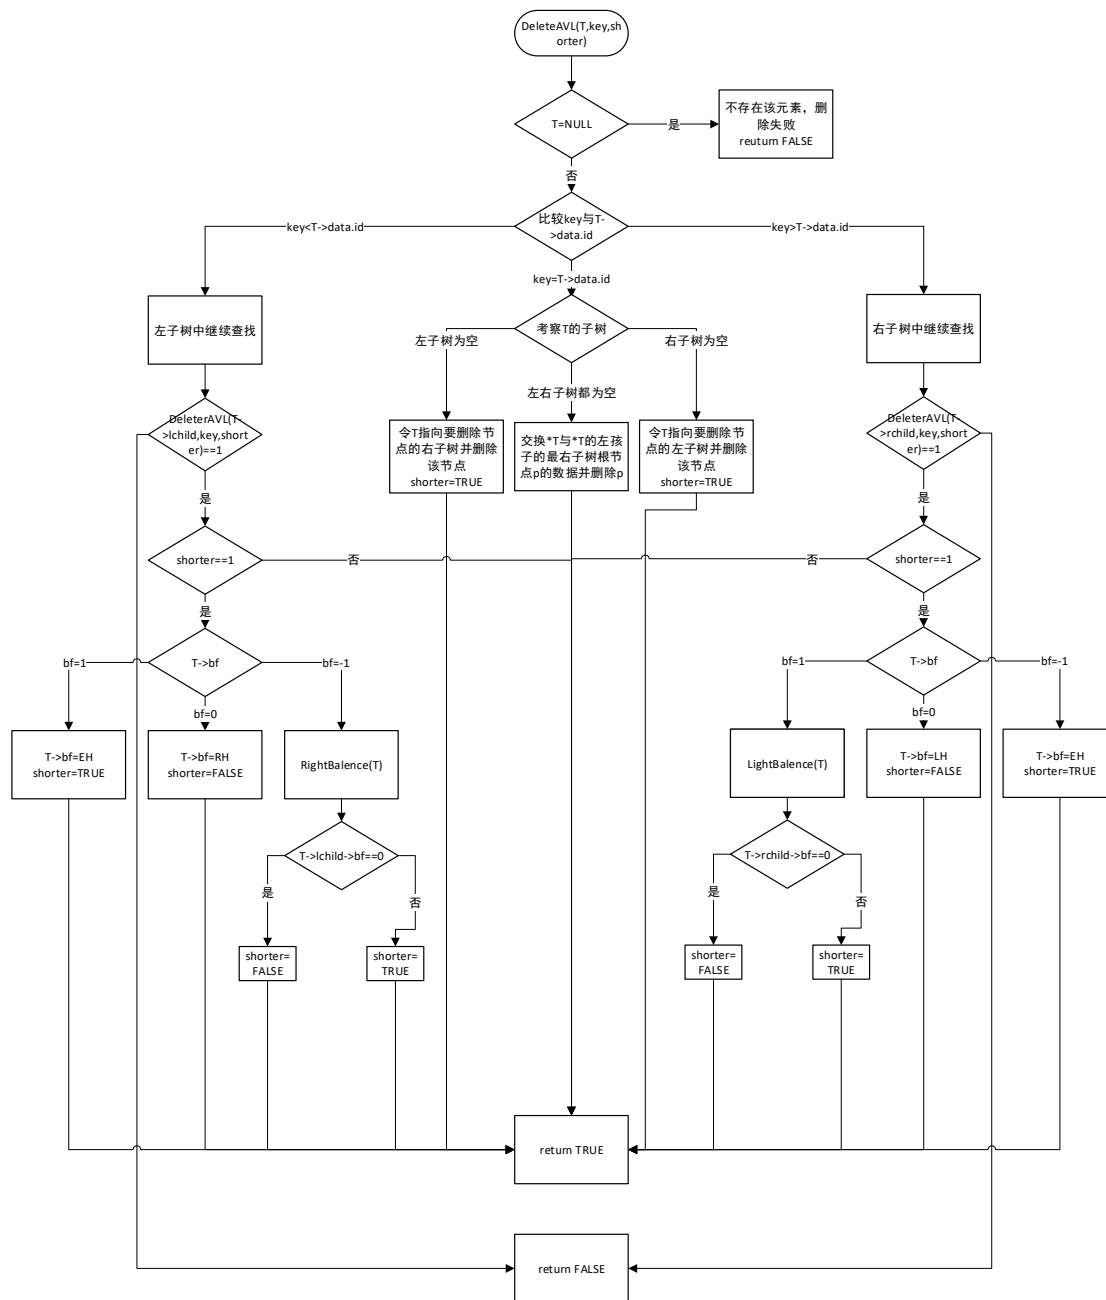 DeleteAVL(T,key,sh
orter)
T=NULL
是
不存在该元素，删
除失败
reuturn FALSE
否
比较key与T-
>data.id
key<T->data.id
key>T->data.id
key=T->data.id
左子树中继续查找
考察T的子树
右子树中继续查找
左子树为空
右子树为空
左右子树都为空
DeleterAVL(T-
>lchild,key,short
er)==1
令T指向要删除节
点的右子树并删除
该节点
shorter=TRUE
交换*T与*T的左孩
子的最右子树根节
点p的数据并删除p
令T指向要删除节
点的左子树并删除
该节点
shorter=TRUE
DeleteAVL(T-
>rchild,key,short
er)==1
是
是
shorter==1
否
否
shorter==1
是
是
bf=1
T->bf
bf=-1
bf=0
bf=1
T->bf
bf=-1
bf=0
T->bf=EH
shorter=TRUE
T->bf=RH
shorter=FALSE
RightBalence(T)
LightBalence(T)
T->bf=LH
shorter=FALSE
T->bf=EH
shorter=TRUE
T->lchild->bf==0
T->rchild->bf==0
是
否
是
否
shorter=
FALSE
shorter=
TRUE
shorter=
FALSE
shorter=
TRUE
return TRUE
return FALSE